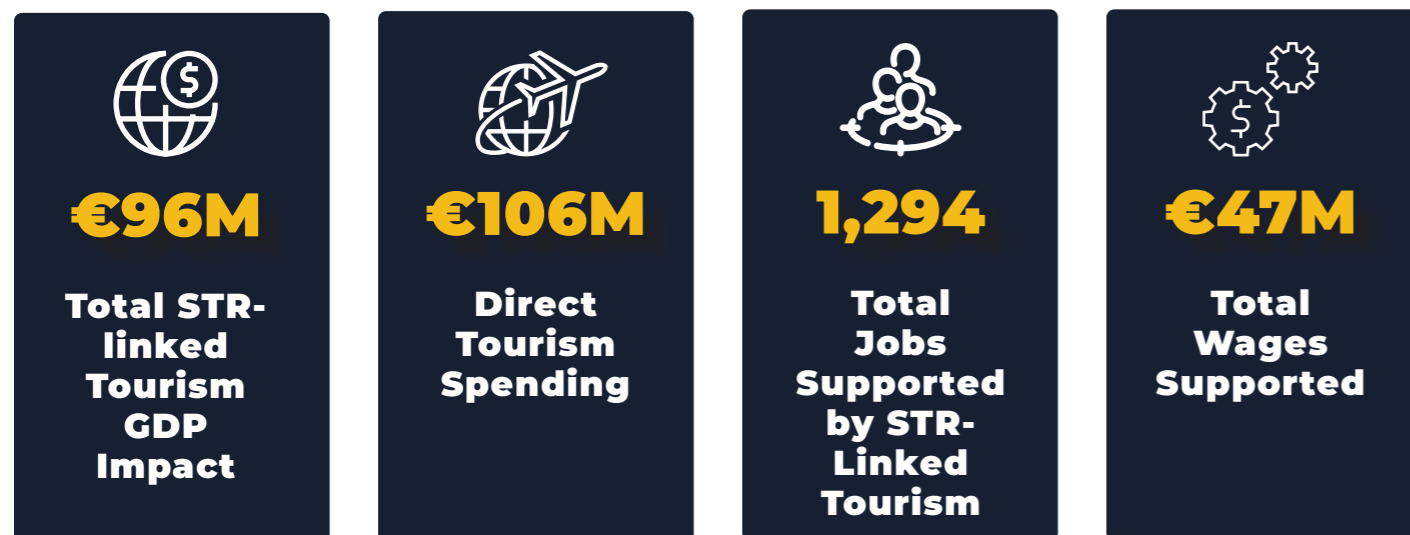 €96M
Total STR-
linked
Tourism
GDP
Impact
€106M
Direct
Tourism
Spending
1,294
Total
Jobs
Supported
by STR-
Linked
Tourism
€47M
Total
Wages
Supported